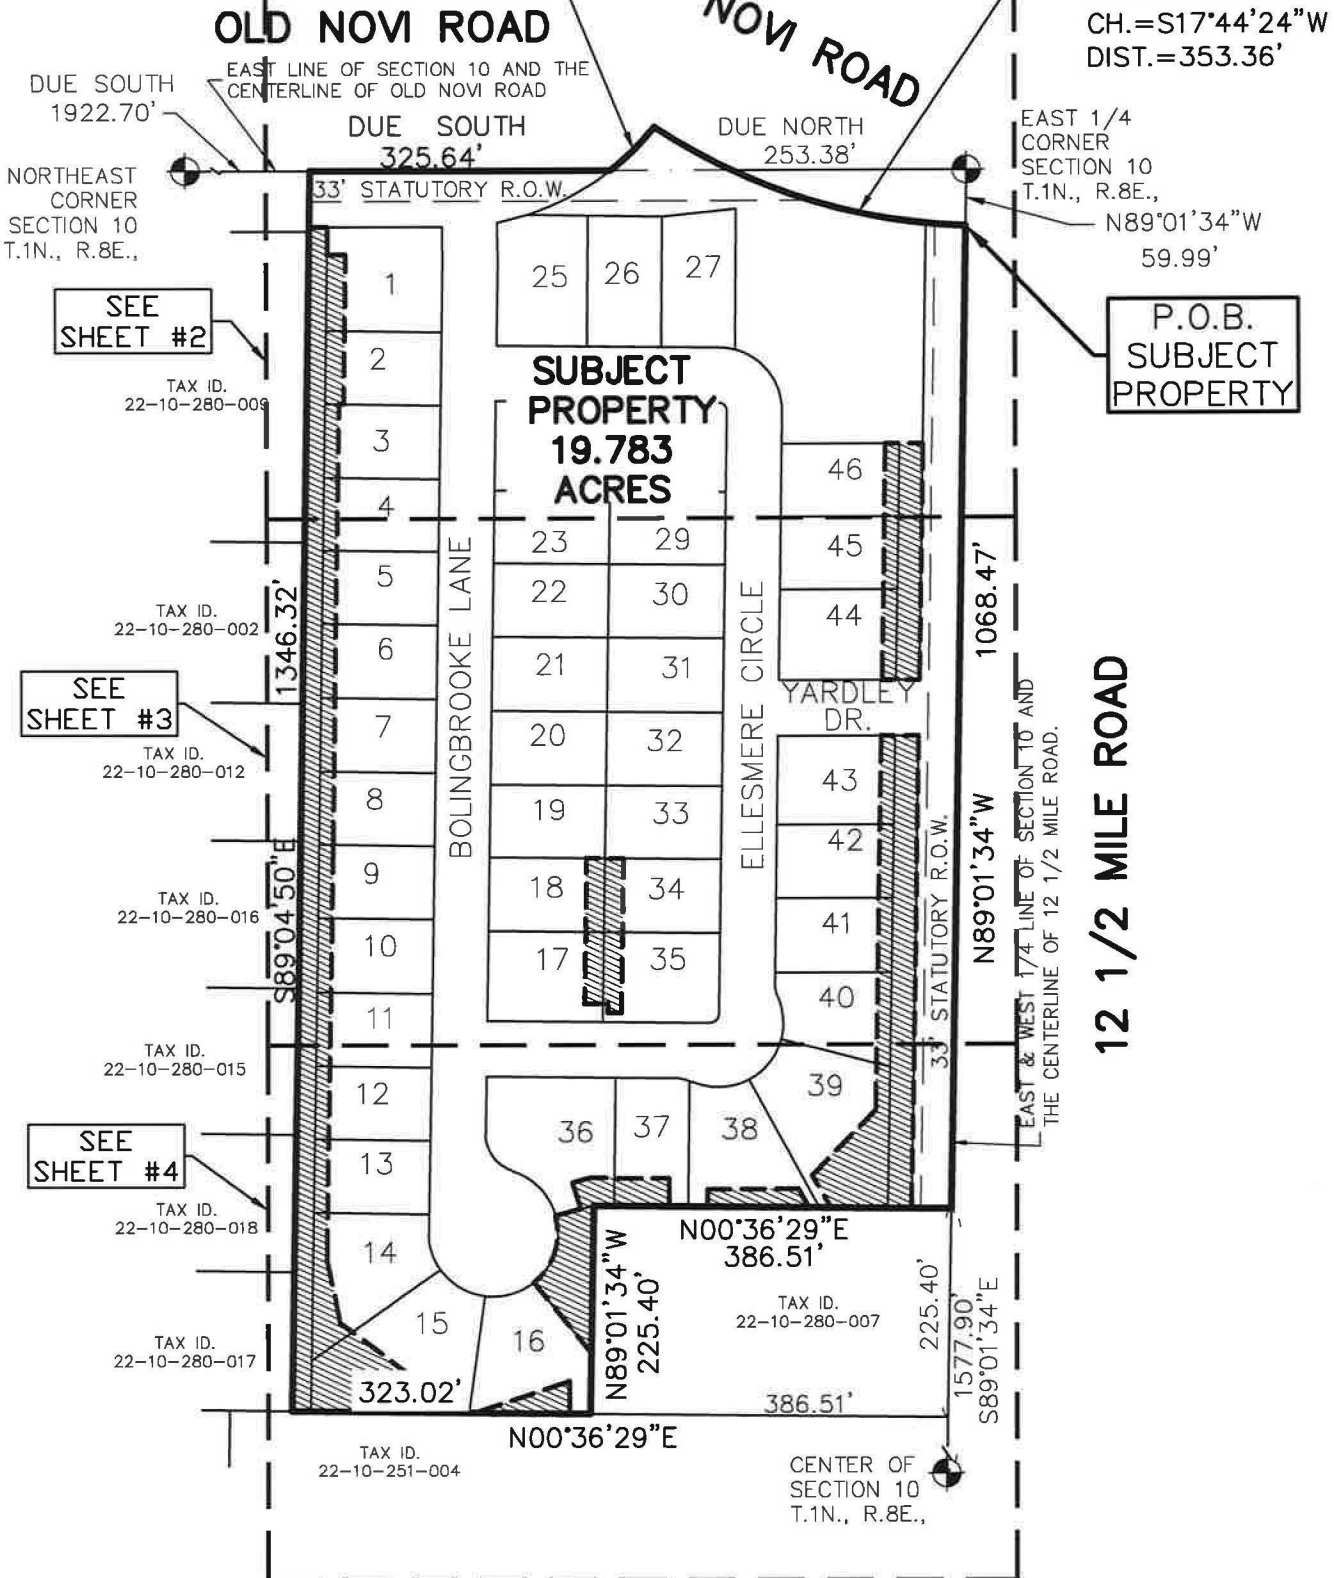 OLD NOVI ROAD
NOVI ROAD
CH.=S17°44'24"W
DIST.=353.36'
DUE SOUTH
1922.70'
EAST LINE OF SECTION 10 AND THE
CENTERLINE OF OLD NOVI ROAD
DUE SOUTH
325.64'
DUE NORTH
253.38'
EAST 1/4
CORNER
SECTION 10
T.1N., R.8E.,
NORTHEAST
CORNER
SECTION 10
T.1N., R.8E.,
33' STATUTORY R.O.W.
N89°01'34"W
59.99'
P.O.B.
SUBJECT
PROPERTY
SEE
SHEET #2
TAX ID.
22-10-280-009
1
2
3
4
25
26
27
SUBJECT
PROPERTY
19.783
ACRES
46
45
44
23
29
22
30
21
31
20
32
19
33
18
34
17
35
5
6
7
8
9
10
11
12
13
14
15
16
BOLINGBROOKE LANE
ELLESMERE CIRCLE
YARDLEY
DR.
43
42
41
40
39
38
37
36
1346.32'
S89°04'50"E
TAX ID.
22-10-280-002
SEE
SHEET #3
TAX ID.
22-10-280-012
TAX ID.
22-10-280-016
TAX ID.
22-10-280-015
SEE
SHEET #4
TAX ID.
22-10-280-018
TAX ID.
22-10-280-017
1068.47'
N89°01'34"W
33' STATUTORY R.O.W.
EAST & WEST 1/4 LINE OF SECTION 10 AND
THE CENTERLINE OF 12 1/2 MILE ROAD.
12 1/2 MILE ROAD
N00°36'29"E
386.51'
N89°01'34"W
225.40'
TAX ID.
22-10-280-007
225.40'
1577.90'
S89°01'34"E
323.02'
386.51'
N00°36'29"E
TAX ID.
22-10-251-004
CENTER OF
SECTION 10
T.1N., R.8E.,